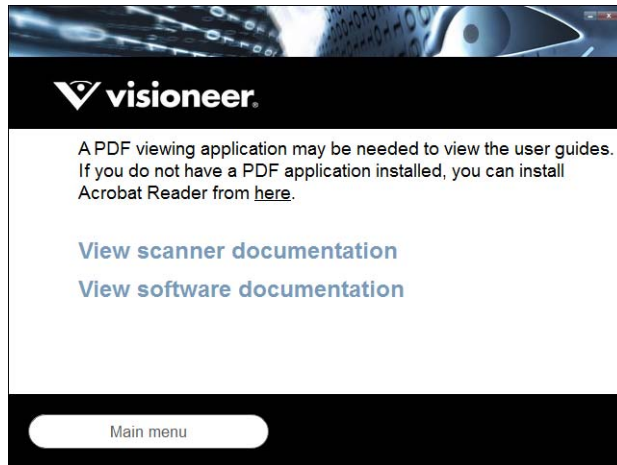 visioneer®
A PDF viewing application may be needed to view the user guides.
If you do not have a PDF application installed, you can install
Acrobat Reader from here.
View scanner documentation
View software documentation
Main menu